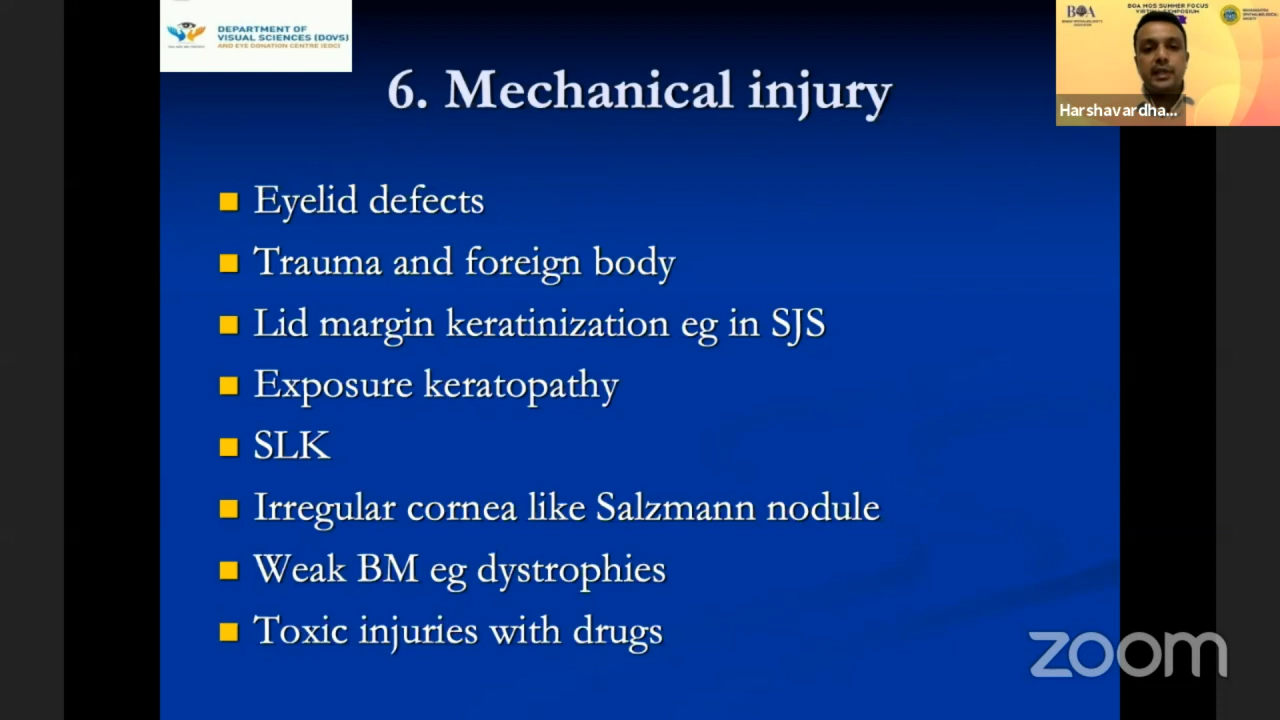 DEPARTMENT OF
VISUAL SCIENCES (DOVS)
AND EYE DONATION CENTRE (EDC)
BOA MOS SUMMER FOCUS
VIRTUAL SYMPOSIUM
BOA
Harshavardha...
6. Mechanical injury
Eyelid defects
Trauma and foreign body
Lid margin keratinization eg in SJS
Exposure keratopathy
SLK
Irregular cornea like Salzmann nodule
Weak BM eg dystrophies
Toxic injuries with drugs
zoom